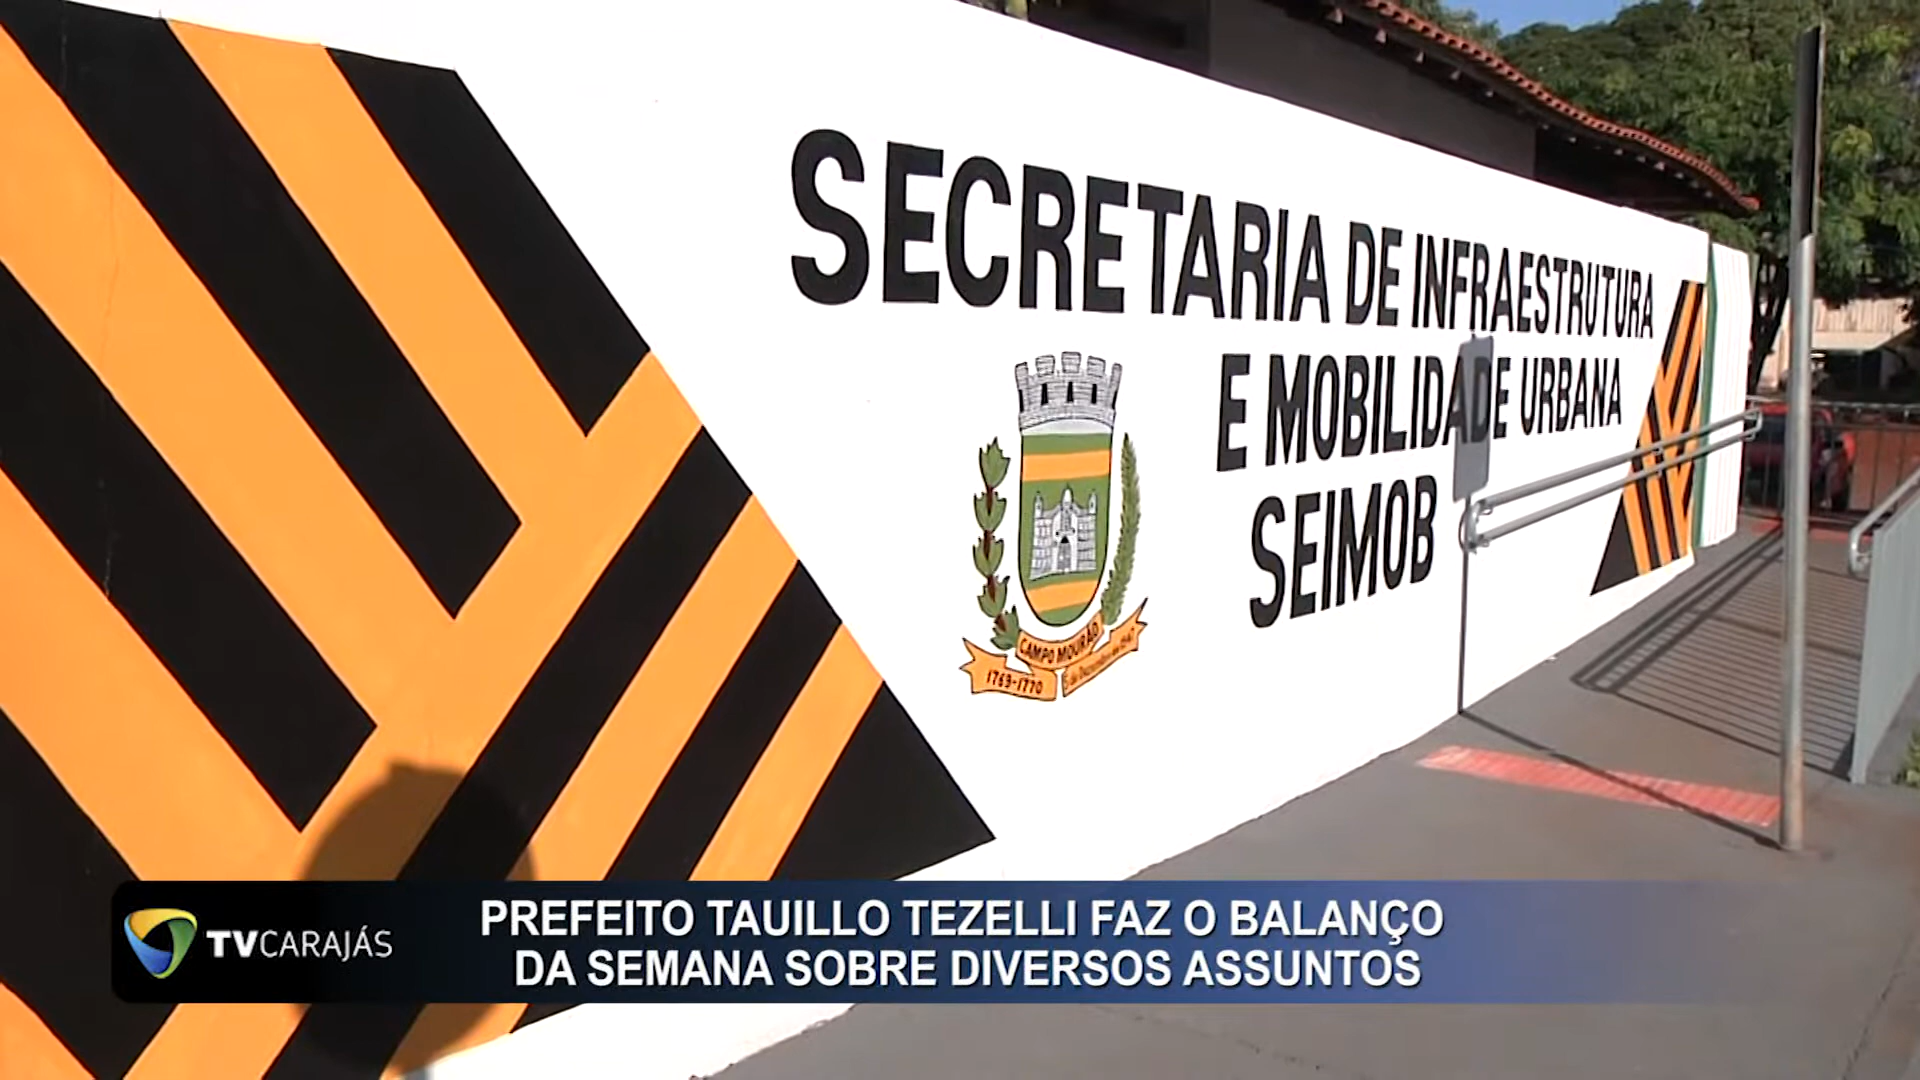 SECRETARIA DE INFRAESTRUTURA
E MOBILIDADE URBANA
SEIMOB
CAMPO MOURÃO
1769-1770
TVCARAJÁS
PREFEITO TAUILLO TEZELLI FAZ O BALANÇO
DA SEMANA SOBRE DIVERSOS ASSUNTOS